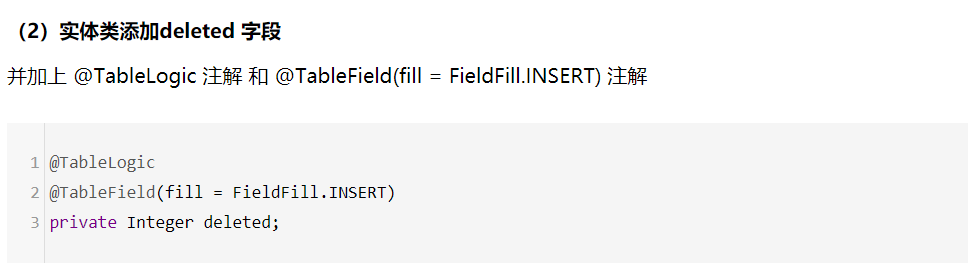 （2）实体类添加deleted 字段
并加上 @TableLogic 注解 和 @TableField(fill = FieldFill.INSERT) 注解
1 @TableLogic
2 @TableField(fill = FieldFill.INSERT)
3 private Integer deleted;